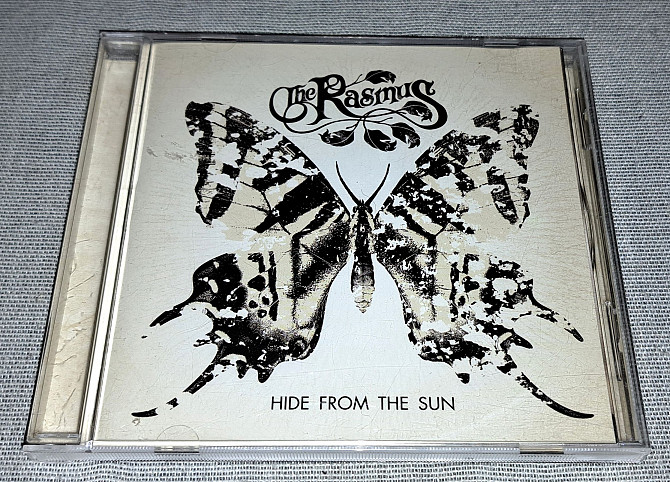 The Rasmus
HIDE FROM THE SUN